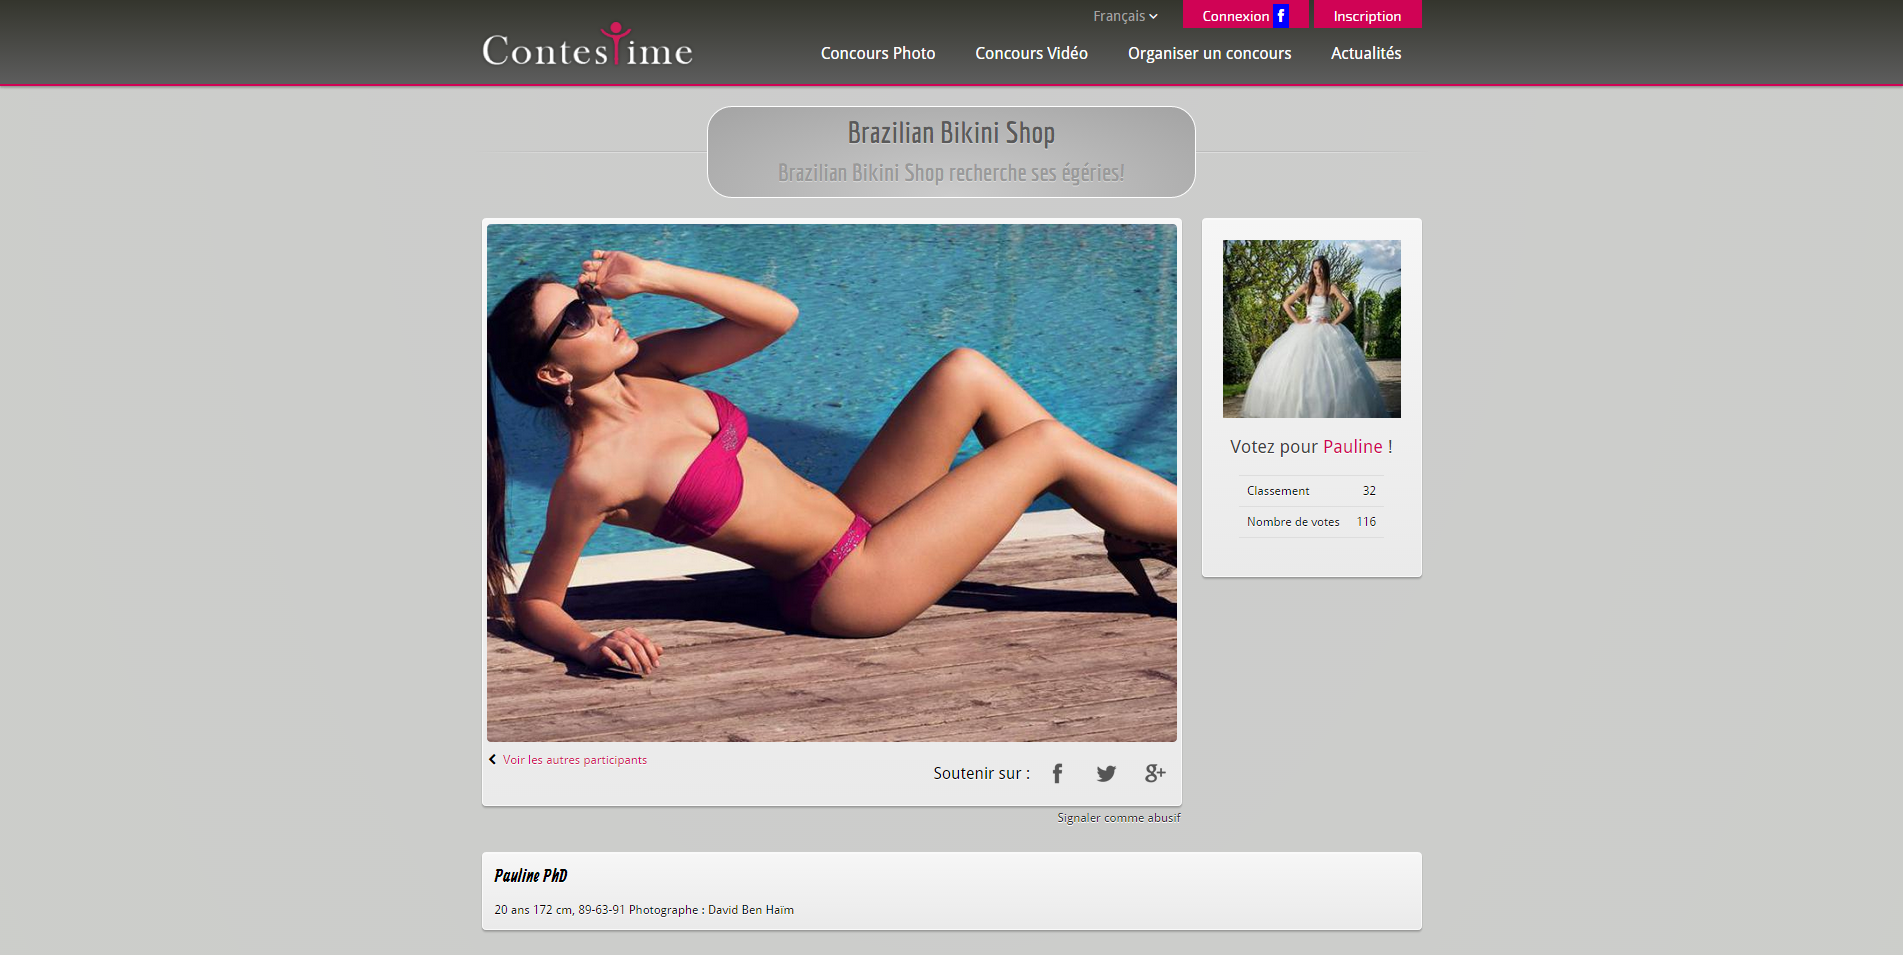 Français
Connexion f
Inscription
ContesTime
Concours Photo
Concours Vidéo
Organiser un concours
Actualités
Brazilian Bikini Shop
Brazilian Bikini Shop recherche ses égéries!
Votez pour Pauline !
Classement 32
Nombre de votes 116
Voir les autres participants
Soutenir sur : f g+
Signaler comme abusif
Pauline PhD
20 ans 172 cm, 89-63-91 Photographe : David Ben Haïm